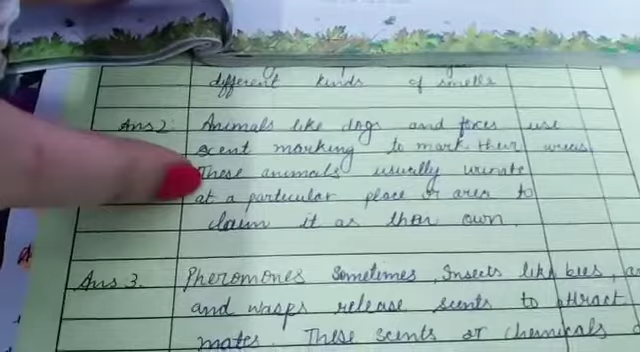 different kinds of smells
Ans 2. Animals like dogs and foxes use
scent marking to mark their areas.
These animals usually urinate
at a particular place or area to
claim it as their own.
Ans 3. Pheromones Sometimes, Insects like bees,
and wasps release scents to attract
mates. These scents or chemicals